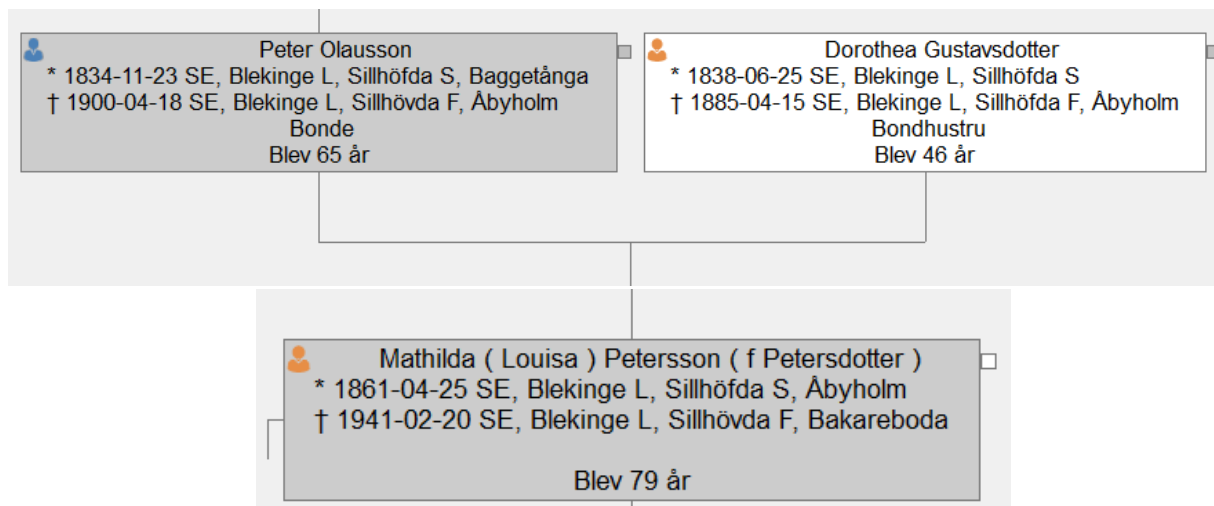 Peter Olausson
* 1834-11-23 SE, Blekinge L, Sillhöfda S, Baggetånga
† 1900-04-18 SE, Blekinge L, Sillhövda F, Åbyholm
Bonde
Blev 65 år
Dorothea Gustavsdotter
* 1838-06-25 SE, Blekinge L, Sillhöfda S
† 1885-04-15 SE, Blekinge L, Sillhöfda F, Åbyholm
Bondhustru
Blev 46 år
Mathilda ( Louisa ) Petersson ( f Petersdotter )
* 1861-04-25 SE, Blekinge L, Sillhöfda S, Åbyholm
† 1941-02-20 SE, Blekinge L, Sillhövda F, Bakareboda
Blev 79 år